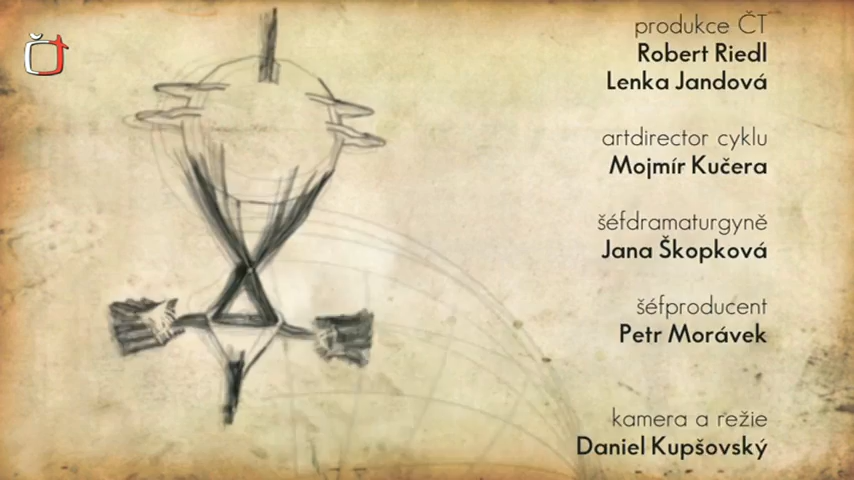 produkce ČT
Robert Riedl
Lenka Jandová
artdirector cyklu
Mojmír Kučera
šéfdramaturgyně
Jana Škopková
šéfproducent
Petr Morávek
kamera a režie
Daniel Kupšovský